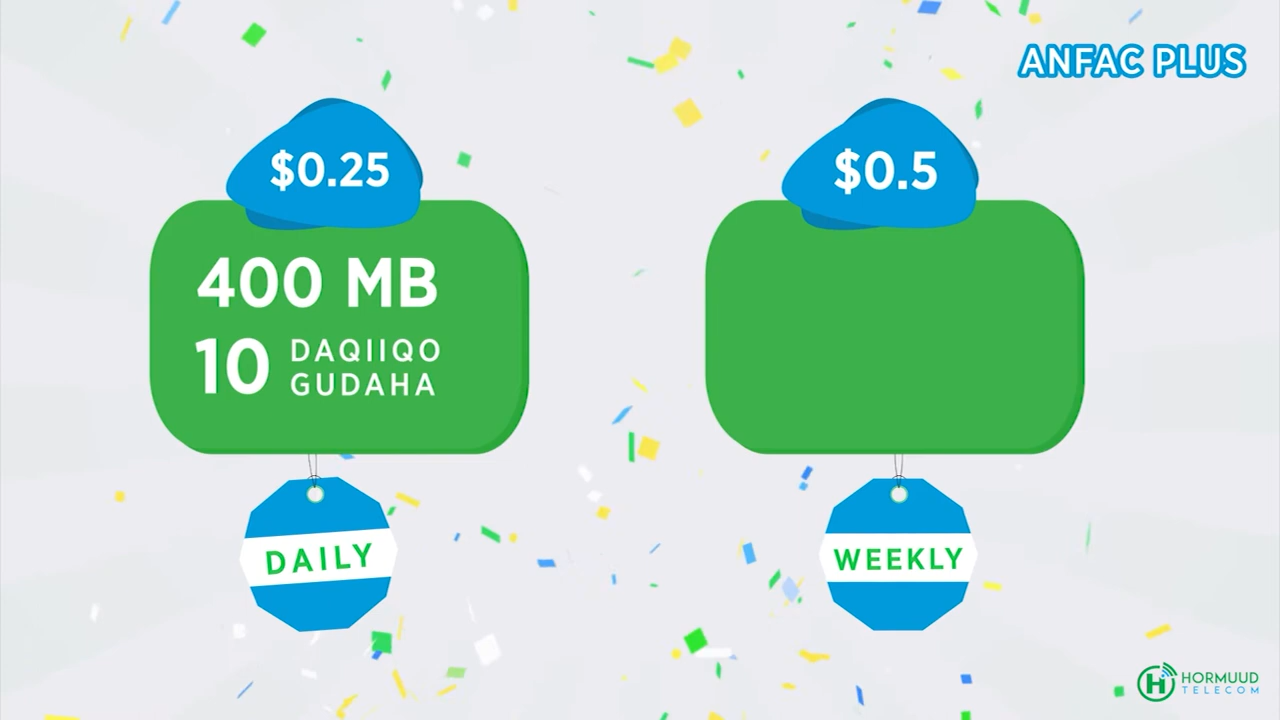 ANFAC PLUS
$0.25
400 MB
10 DAQIIQO
GUDAHA
DAILY
$0.5
WEEKLY
HORMUUD
TELECOM